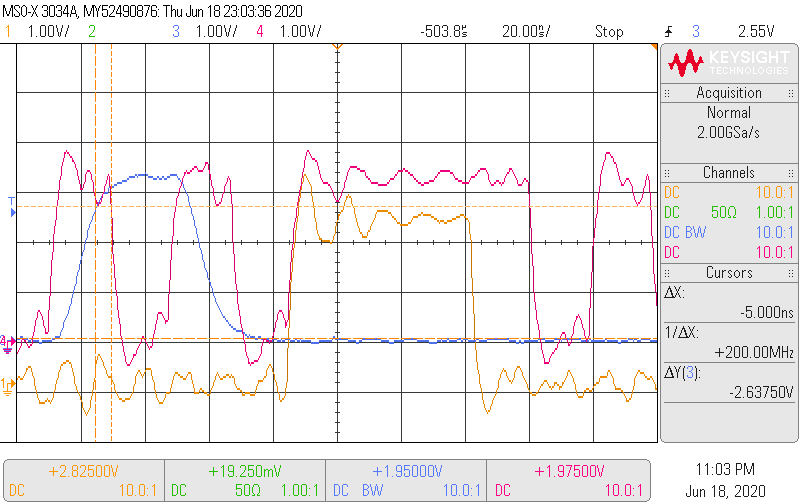 MSO-X 3034A, MY52490876: Thu Jun 18 23:03:36 2020
1 1.00V/ 2 3 1.00V/ 4 1.00V/ -503.8ns 20.00ns/ Stop 3 2.55V
KEYSIGHT
TECHNOLOGIES
Acquisition
Normal
2.00GSa/s
Channels
DC 10.0:1
DC 50Ω 1.00:1
DC BW 10.0:1
DC 10.0:1
Cursors
ΔX:
-5.000ns
1/ΔX:
+200.00MHz
ΔY(3):
-2.63750V
T
4
1
+2.82500V +19.250mV +1.95000V +1.97500V
DC 10.0:1 DC 50Ω 1.00:1 DC BW 10.0:1 DC 10.0:1
11:03 PM
Jun 18, 2020